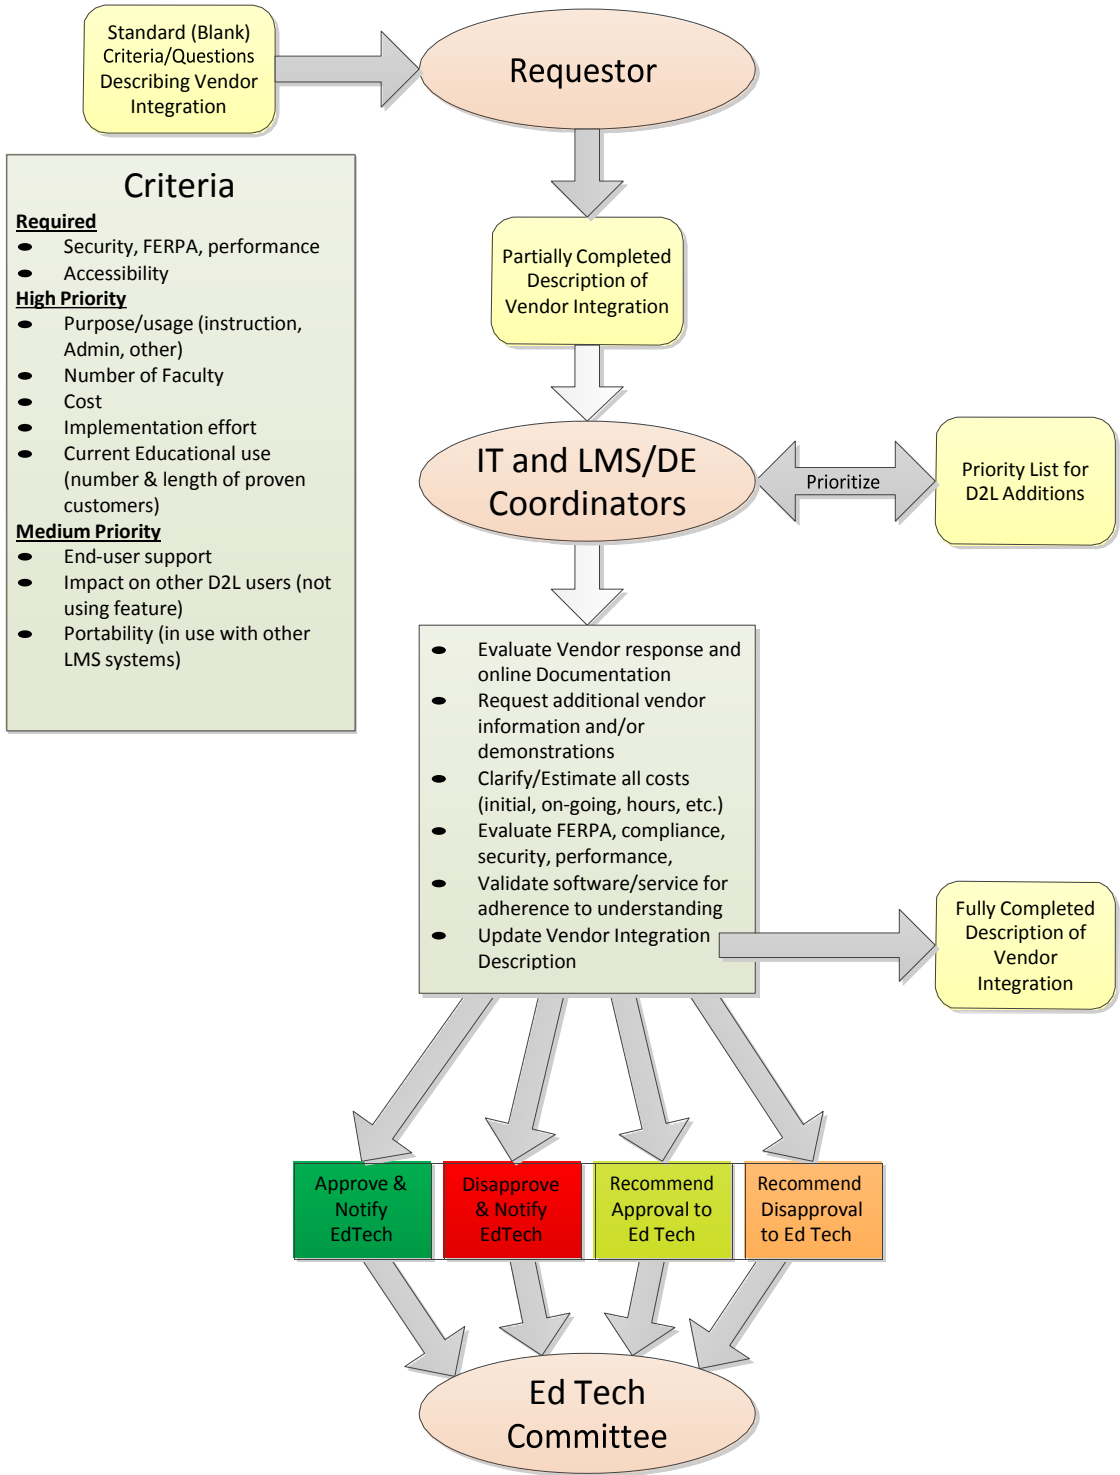 Standard (Blank)
Criteria/Questions
Describing Vendor
Integration
Requestor
Criteria
Required
● Security, FERPA, performance
● Accessibility
High Priority
● Purpose/usage (instruction,
Admin, other)
● Number of Faculty
● Cost
● Implementation effort
● Current Educational use
(number & length of proven
customers)
Medium Priority
● End-user support
● Impact on other D2L users (not
using feature)
● Portability (in use with other
LMS systems)
Partially Completed
Description of
Vendor Integration
IT and LMS/DE
Coordinators
Prioritize
Priority List for
D2L Additions
● Evaluate Vendor response and
online Documentation
● Request additional vendor
information and/or
demonstrations
● Clarify/Estimate all costs
(initial, on-going, hours, etc.)
● Evaluate FERPA, compliance,
security, performance,
● Validate software/service for
adherence to understanding
● Update Vendor Integration
Description
Fully Completed
Description of
Vendor
Integration
Approve &
Notify
EdTech
Disapprove
& Notify
EdTech
Recommend
Approval to
Ed Tech
Recommend
Disapproval
to Ed Tech
Ed Tech
Committee